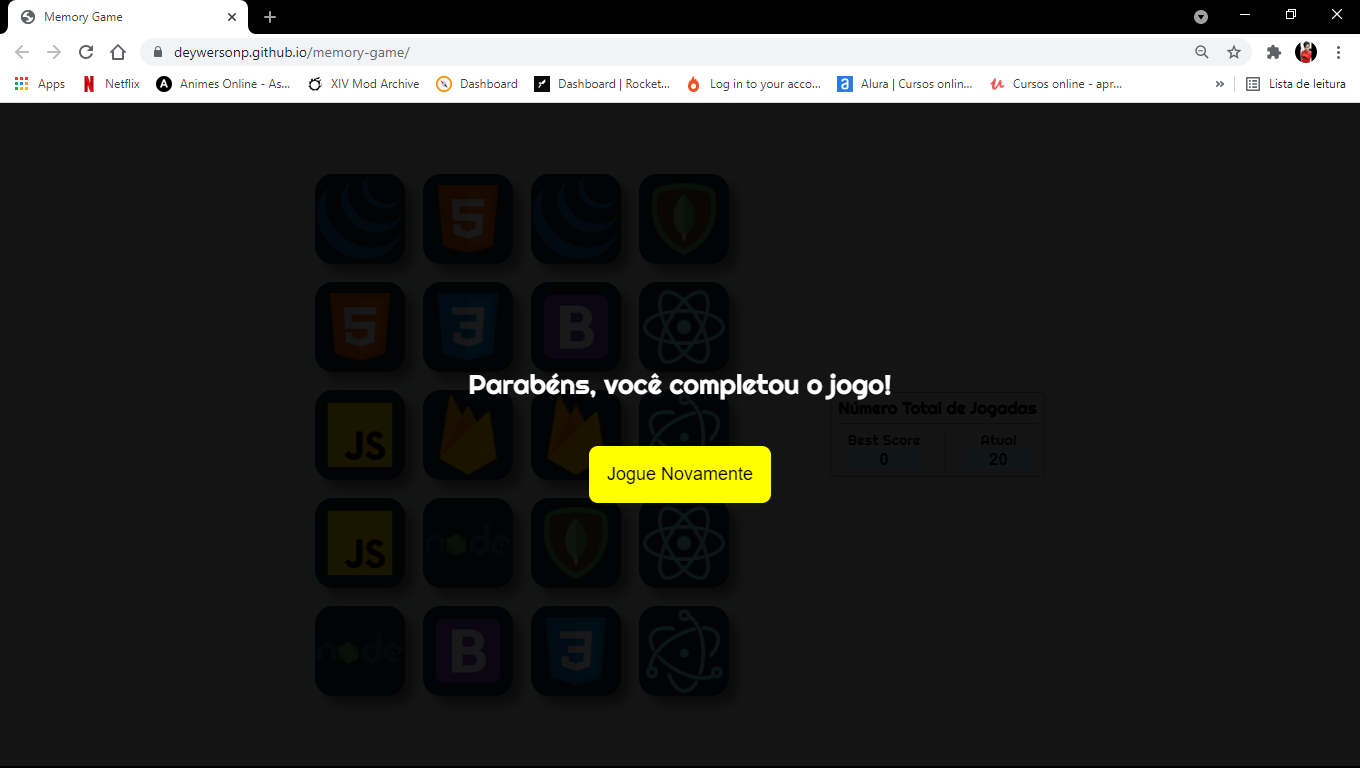 Memory Game
deywersonp.github.io/memory-game/
Apps
Netflix
Animes Online - As...
XIV Mod Archive
Dashboard
Dashboard | Rocket...
Log in to your acco...
Alura | Cursos onlin...
Cursos online - apr...
»
Lista de leitura
5
5
3
B
Parabéns, você completou o jogo!
JS
Número Total de Jogadas
Best Score
Atual
0
20
Jogue Novamente
JS
node
node
B
3